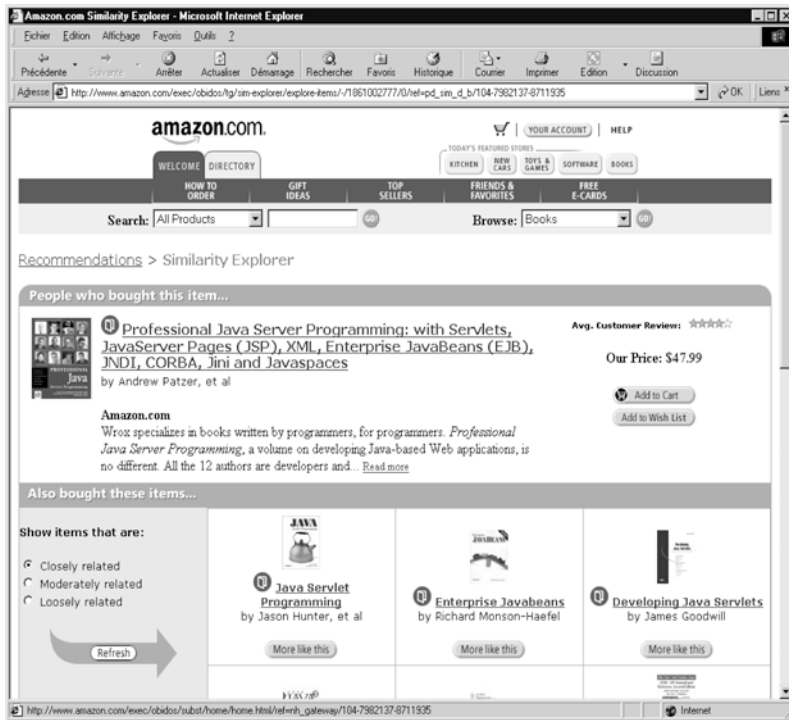 Amazon.com Similarity Explorer - Microsoft Internet Explorer
Fichier Edition Affichage Favoris Outils ?
Précédente Suivante Arrêter Actualiser Démarrage Rechercher Favoris Historique Courrier Imprimer Edition Discussion
Adresse http://www.amazon.com/exec/obidos/tg/sim-explorer/explore-items/-/1861002777/0/ref=pd_sim_d_b/104-7982137-8711935 OK Liens »
amazon.com.
YOUR ACCOUNT | HELP
TODAY'S FEATURED STORES
WELCOME DIRECTORY
KITCHEN NEW CARS TOYS & GAMES SOFTWARE BOOKS
HOW TO ORDER GIFT IDEAS TOP SELLERS FRIENDS & FAVORITES FREE E-CARDS
Search: All Products GO! Browse: Books GO!
Recommendations > Similarity Explorer
People who bought this item...
Professional Java Server Programming: with Servlets,
JavaServer Pages (JSP), XML, Enterprise JavaBeans (EJB),
JNDI, CORBA, Jini and Javaspaces
by Andrew Patzer, et al
Avg. Customer Review:
Our Price: $47.99
Add to Cart
Add to Wish List
PROFESSIONAL
Java
Amazon.com
Wrox specializes in books written by programmers, for programmers. Professional
Java Server Programming, a volume on developing Java-based Web applications, is
no different. All the 12 authors are developers and... Read more
Also bought these items...
Show items that are:
Closely related
Moderately related
Loosely related
Refresh
JAVA
Java Servlet
Programming
by Jason Hunter, et al
More like this
JAVABEANS
Enterprise Javabeans
by Richard Monson-Haefel
More like this
Developing Java Servlets
by James Goodwill
More like this
http://www.amazon.com/exec/obidos/subst/home/home.html/ref=nh_gateway/104-7982137-8711935 Internet